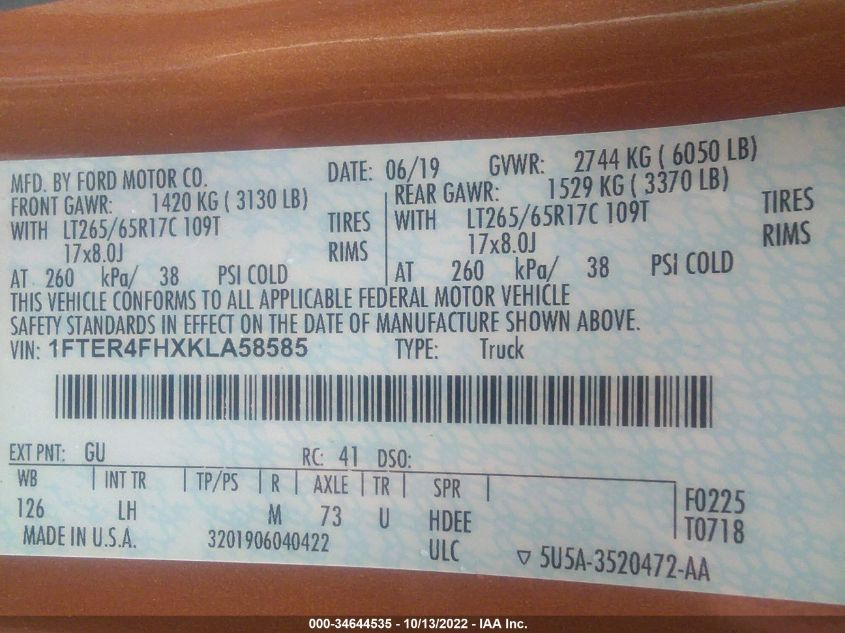 MFD. BY FORD MOTOR CO. DATE: 06/19 GVWR: 2744 KG ( 6050 LB)
FRONT GAWR: 1420 KG ( 3130 LB) REAR GAWR: 1529 KG ( 3370 LB)
WITH LT265/65R17C 109T TIRES WITH LT265/65R17C 109T TIRES
17x8.0J RIMS 17x8.0J RIMS
AT 260 kPa/ 38 PSI COLD AT 260 kPa/ 38 PSI COLD
THIS VEHICLE CONFORMS TO ALL APPLICABLE FEDERAL MOTOR VEHICLE
SAFETY STANDARDS IN EFFECT ON THE DATE OF MANUFACTURE SHOWN ABOVE.
VIN: 1FTER4FHXKLA58585 TYPE: Truck
EXT PNT: GU RC: 41 DSO:
WB INT TR TP/PS R AXLE TR SPR F0225
126 LH M 73 U HDEE T0718
MADE IN U.S.A. 3201906040422 ULC ▽ 5U5A-3520472-AA
000-34644535 - 10/13/2022 - IAA Inc.